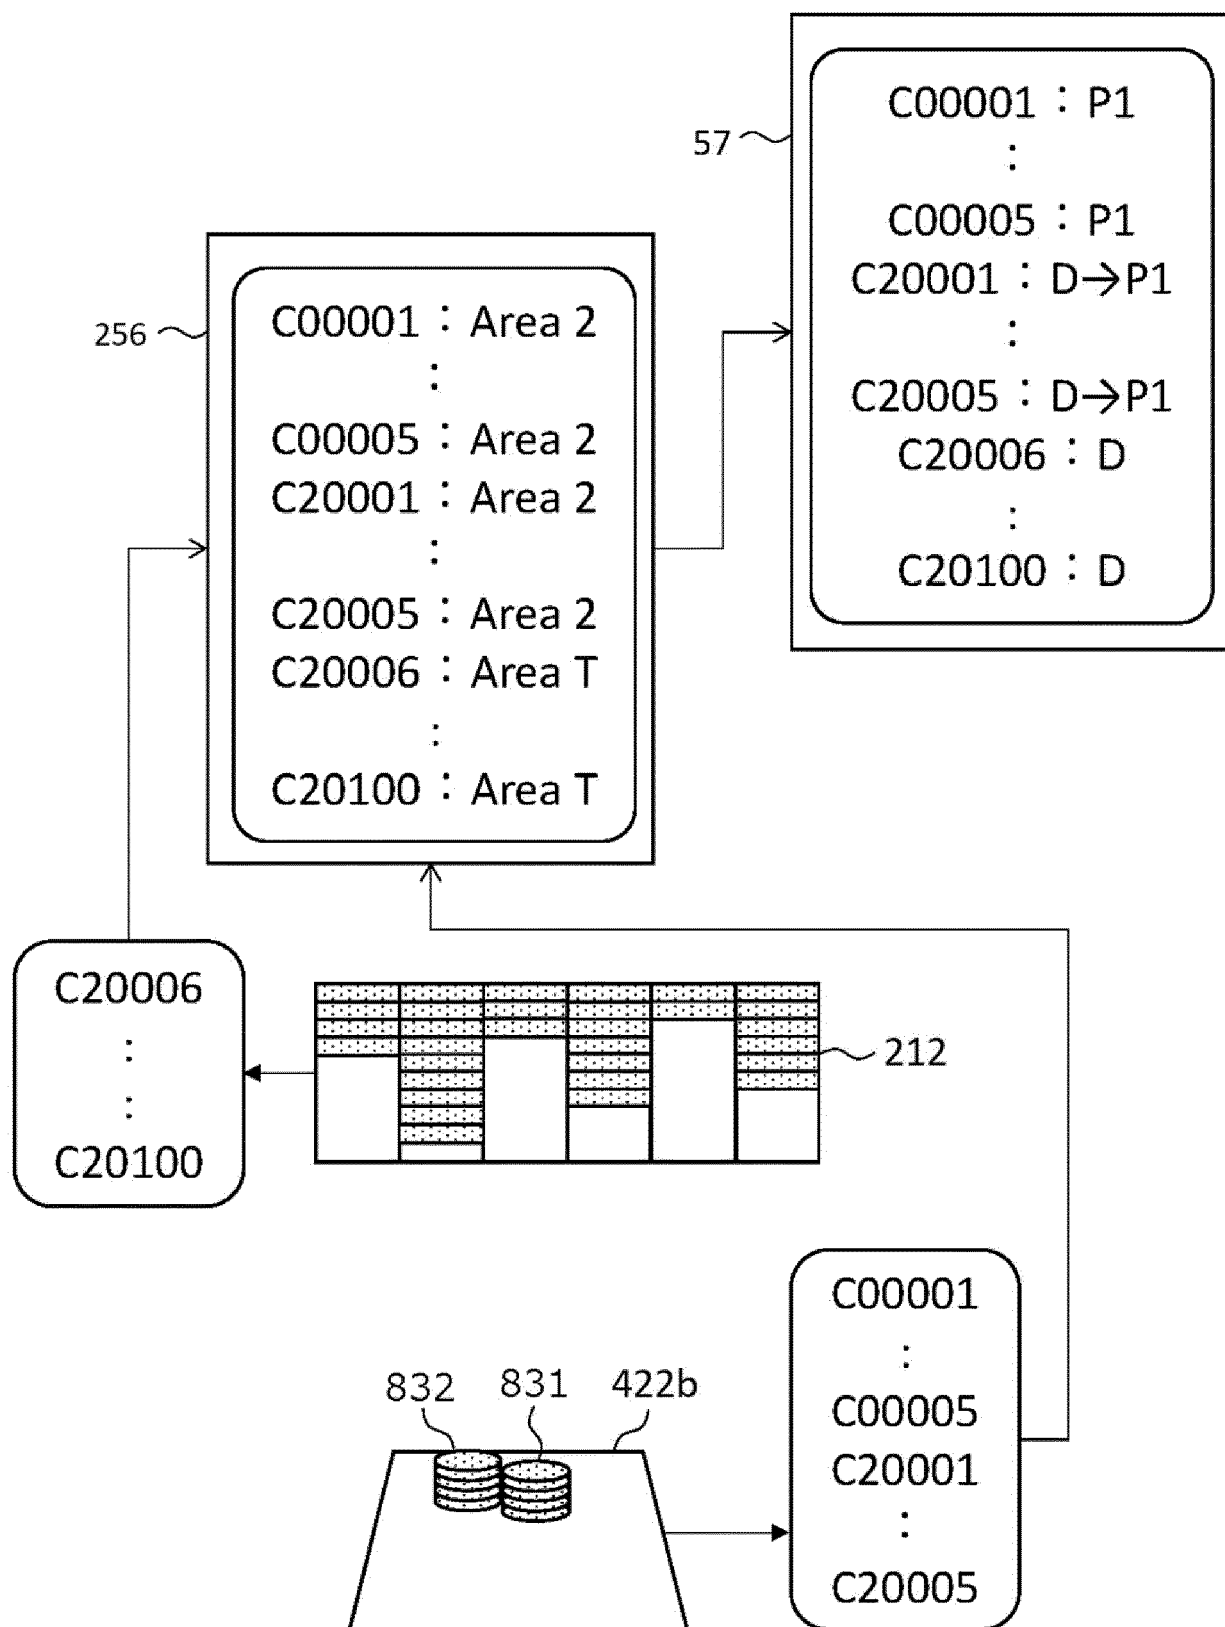 57
C00001 : P1
:
C00005 : P1
C20001 : D→P1
:
C20005 : D→P1
C20006 : D
:
C20100 : D
256
C00001 : Area 2
:
C00005 : Area 2
C20001 : Area 2
:
C20005 : Area 2
C20006 : Area T
:
C20100 : Area T
C20006
:
:
C20100
212
832
831
422b
C00001
:
C00005
C20001
:
C20005